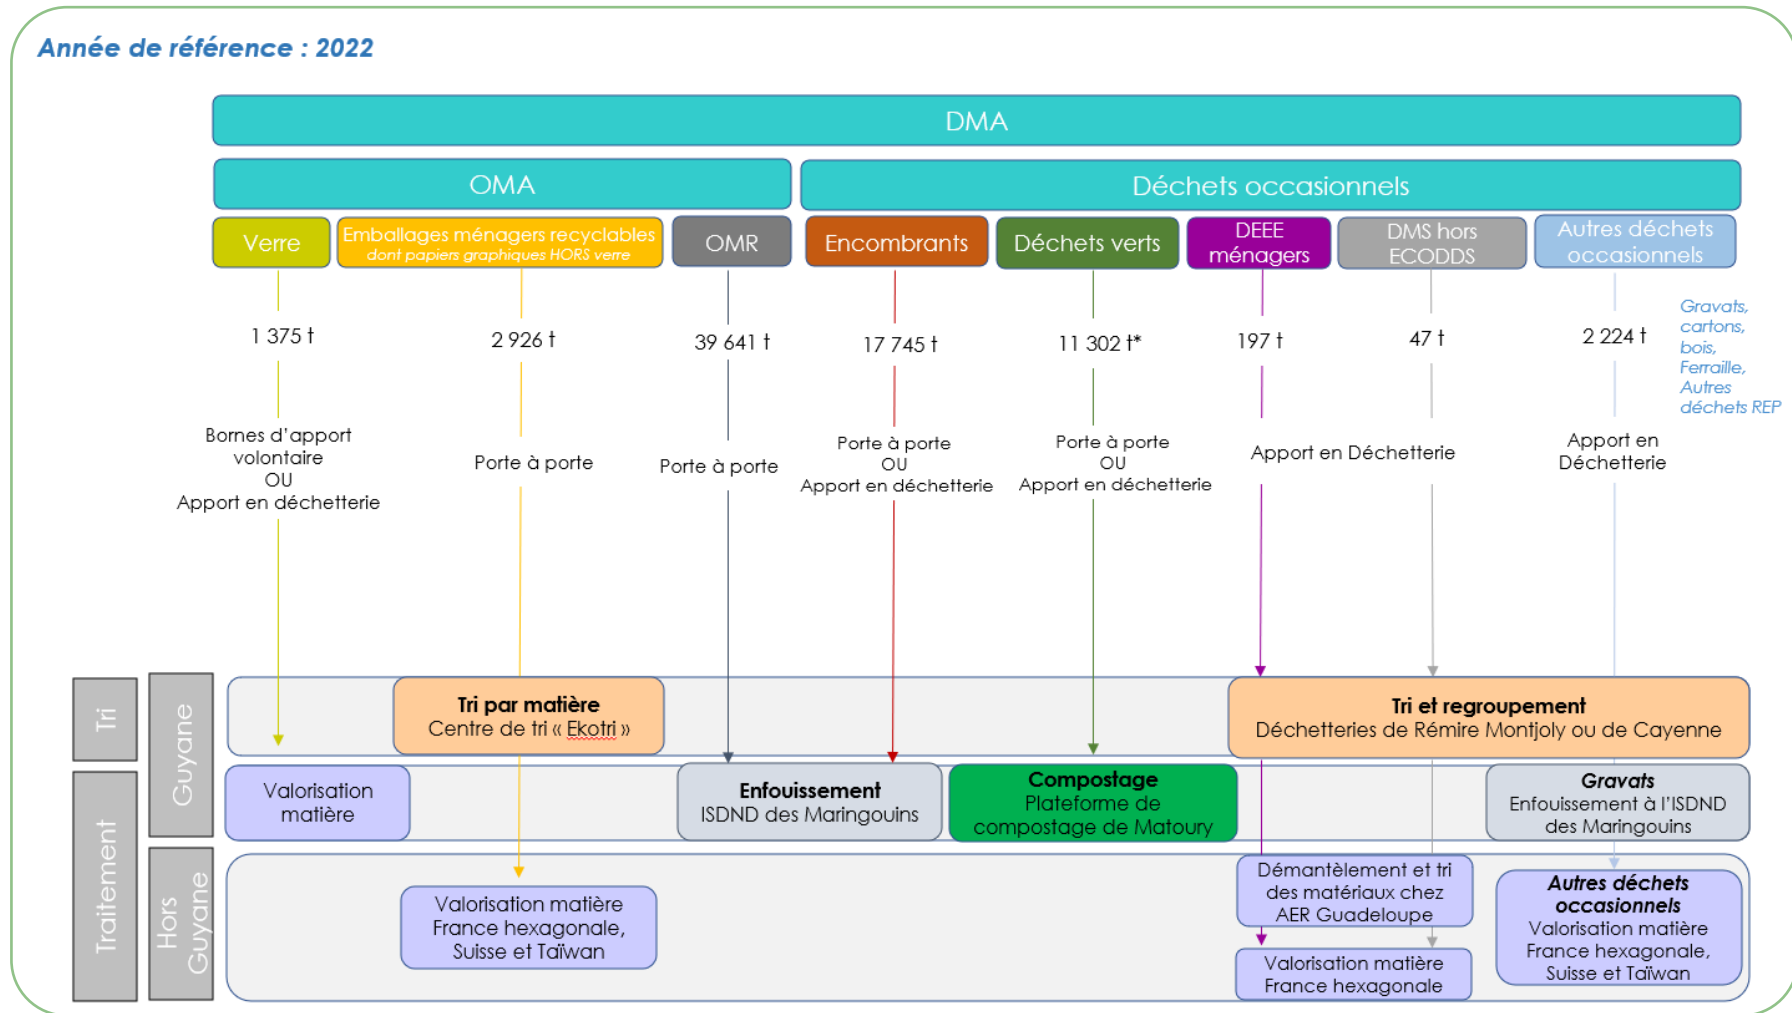 Année de référence : 2022
DMA
OMA
Déchets occasionnels
Verre
Emballages ménagers recyclables
dont papiers graphiques HORS verre
OMR
Encombrants
Déchets verts
DEEE
ménagers
DMS hors
ECODDS
Autres déchets
occasionnels
1 375 t
2 926 t
39 641 t
17 745 t
11 302 t*
197 t
47 t
2 224 t
Gravats,
cartons,
bois,
Ferraille,
Autres
déchets REP
Bornes d'apport
volontaire
OU
Apport en déchetterie
Porte à porte
Porte à porte
Porte à porte
OU
Apport en déchetterie
Porte à porte
OU
Apport en déchetterie
Apport en Déchetterie
Apport en
Déchetterie
Tri
Guyane
Tri par matière
Centre de tri « Ekotri »
Tri et regroupement
Déchetteries de Rémire Montjoly ou de Cayenne
Traitement
Valorisation
matière
Enfouissement
ISDND des Maringouins
Compostage
Plateforme de
compostage de Matoury
Gravats
Enfouissement à l'ISDND
des Maringouins
Hors
Guyane
Valorisation matière
France hexagonale,
Suisse et Taïwan
Démantèlement et tri
des matériaux chez
AER Guadeloupe
Valorisation matière
France hexagonale
Autres déchets
occasionnels
Valorisation matière
France hexagonale,
Suisse et Taïwan